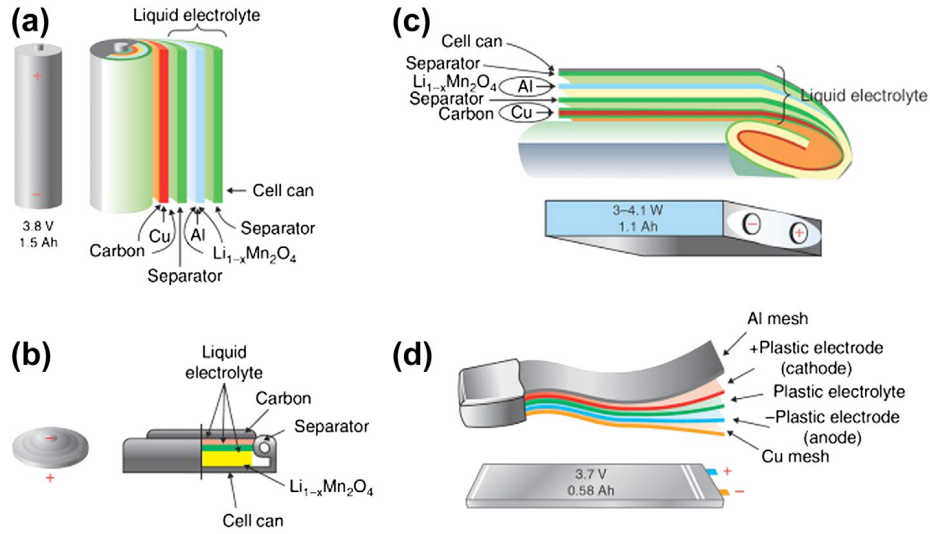 (a)
Liquid electrolyte
+
−
3.8 V
1.5 Ah
Cell can
Separator
Carbon
Cu
Al
Li1−xMn2O4
Separator
(c)
Cell can
Separator
Li1−xMn2O4
Al
Separator
Carbon
Cu
Liquid electrolyte
3–4.1 W
1.1 Ah
−
+
(b)
Liquid
electrolyte
Carbon
Separator
−
+
Li1−xMn2O4
Cell can
(d)
Al mesh
+Plastic electrode
(cathode)
Plastic electrolyte
−Plastic electrode
(anode)
Cu mesh
3.7 V
0.58 Ah
+
−